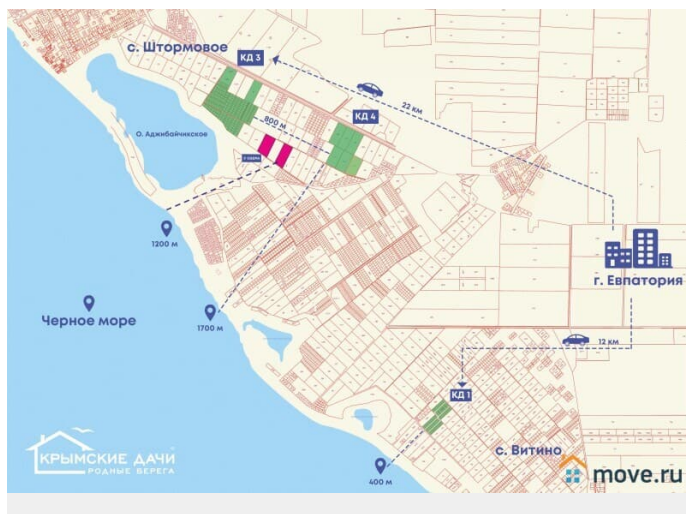 с. Штормовое
КД 3
22 км
КД 4
800 м
О. Аджибайчикское
1200 м
г. Евпатория
1700 м
Черное море
12 км
КД 1
КРЫМСКИЕ ДАЧИ
РОДНЫЕ БЕРЕГА
с. Витино
move.ru
400 м